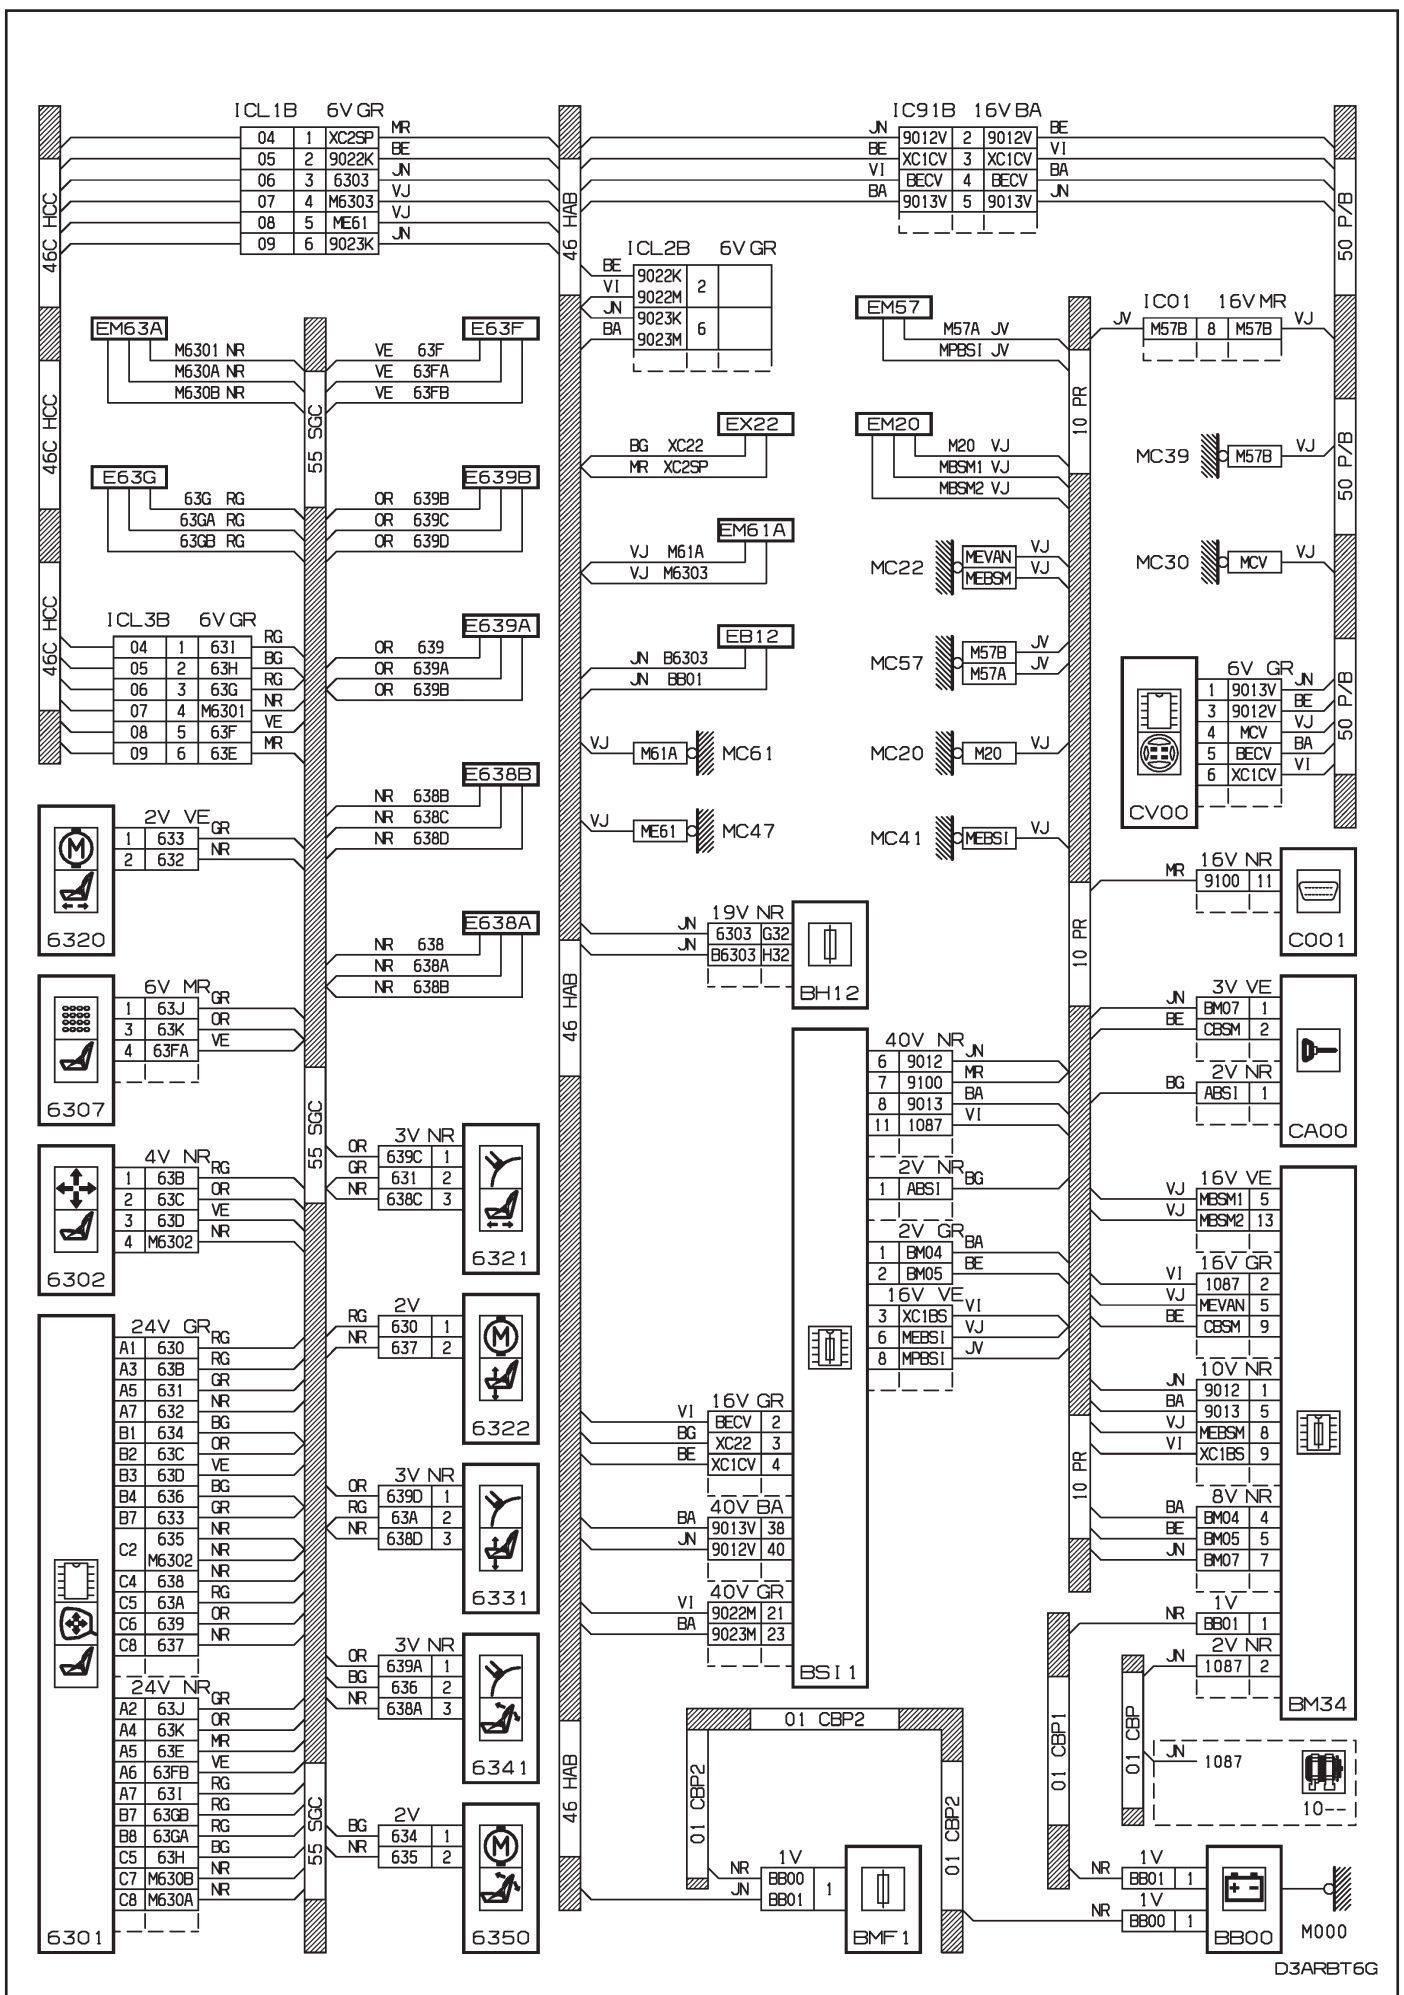 ICL1B 6V GR
04 1 XC2SP MR
05 2 9022K BE
06 3 6303 JN
07 4 M6303 VJ
08 5 ME61 VJ
09 6 9023K JN
46C HCC
46 HAB
IC91B 16V BA
JN 9012V 2 9012V BE
BE XC1CV 3 XC1CV VI
VI BECV 4 BECV BA
BA 9013V 5 9013V JN
50 P/B
ICL2B 6V GR
BE 9022K 2
VI 9022M
JN 9023K 6
BA 9023M
EM63A
M6301 NR
M630A NR
M630B NR
E63F
VE 63F
VE 63FA
VE 63FB
EM57
M57A JV
MPBSI JV
IC01 16V MR
JV M57B 8 M57B VJ
46C HCC
55 SGC
10 PR
50 P/B
EX22
BG XC22
MR XC2SP
EM20
M20 VJ
MBSM1 VJ
MBSM2 VJ
MC39 M57B VJ
E63G
63G RG
63GA RG
63GB RG
E639B
OR 639B
OR 639C
OR 639D
EM61A
VJ M61A
VJ M6303
MC22 MEVAN VJ
MEBSM VJ
MC30 MCV VJ
46C HCC
ICL3B 6V GR
04 1 63I RG
05 2 63H BG
06 3 63G RG
07 4 M6301 NR
08 5 63F VE
09 6 63E MR
E639A
OR 639
OR 639A
OR 639B
EB12
JN B6303
JN BB01
MC57 M57B JV
M57A JV
CV00
6V GR
1 9013V JN
3 9012V BE
4 MCV VJ
5 BECV BA
6 XC1CV VI
50 P/B
VJ M61A MC61
MC20 M20 VJ
6320
2V VE
1 633 GR
2 632 NR
E638B
NR 638B
NR 638C
NR 638D
VJ ME61 MC47
MC41 MEBSI VJ
16V NR
MR 9100 11
C001
E638A
NR 638
NR 638A
NR 638B
19V NR
JN 6303 G32
JN B6303 H32
BH12
46 HAB
10 PR
6307
6V MR
1 63J GR
3 63K OR
4 63FA VE
3V VE
JN BM07 1
BE CBSM 2
2V NR
BG ABSI 1
CA00
55 SGC
40V NR
6 9012 JN
7 9100 MR
8 9013 BA
11 1087 VI
2V NR
1 ABSI BG
2V GR
1 BM04 BA
2 BM05 BE
16V VE
3 XC1BS VI
6 MEBSI VJ
8 MPBSI JV
6302
4V NR
1 63B RG
2 63C OR
3 63D VE
4 M6302 NR
3V NR
OR 639C 1
GR 631 2
NR 638C 3
6321
16V VE
VJ MBSM1 5
VJ MBSM2 13
16V GR
VI 1087 2
VJ MEVAN 5
BE CBSM 9
10V NR
JN 9012 1
BA 9013 5
VJ MEBSM 8
VI XC1BS 9
8V NR
BA BM04 4
BE BM05 5
JN BM07 7
1V
NR BB01 1
2V NR
JN 1087 2
BM34
10 PR
2V
RG 630 1
NR 637 2
6322
24V GR
A1 630 RG
A3 63B RG
A5 631 GR
A7 632 NR
B1 634 BG
B2 63C OR
B3 63D VE
B4 636 BG
B7 633 GR
C2 635 NR
M6302 NR
C4 638 NR
C5 63A RG
C6 639 OR
C8 637 NR
24V NR
A2 63J GR
A4 63K OR
A5 63E MR
A6 63FB VE
A7 63I RG
B7 63GB RG
B8 63GA RG
C5 63H BG
C7 M630B NR
C8 M630A NR
6301
16V GR
VI BECV 2
BG XC22 3
BE XC1CV 4
40V BA
BA 9013V 38
JN 9012V 40
40V GR
VI 9022M 21
BA 9023M 23
BSI1
3V NR
OR 639D 1
RG 63A 2
NR 638D 3
6331
3V NR
OR 639A 1
BG 636 2
NR 638A 3
6341
55 SGC
46 HAB
2V
BG 634 1
NR 635 2
6350
01 CBP2
01 CBP2
01 CBP2
01 CBP1
01 CBP
JN 1087
10--
1V
NR BB00 1
JN BB01
BMF1
1V
NR BB01 1
1V
NR BB00 1
BB00
M000
D3ARBT6G